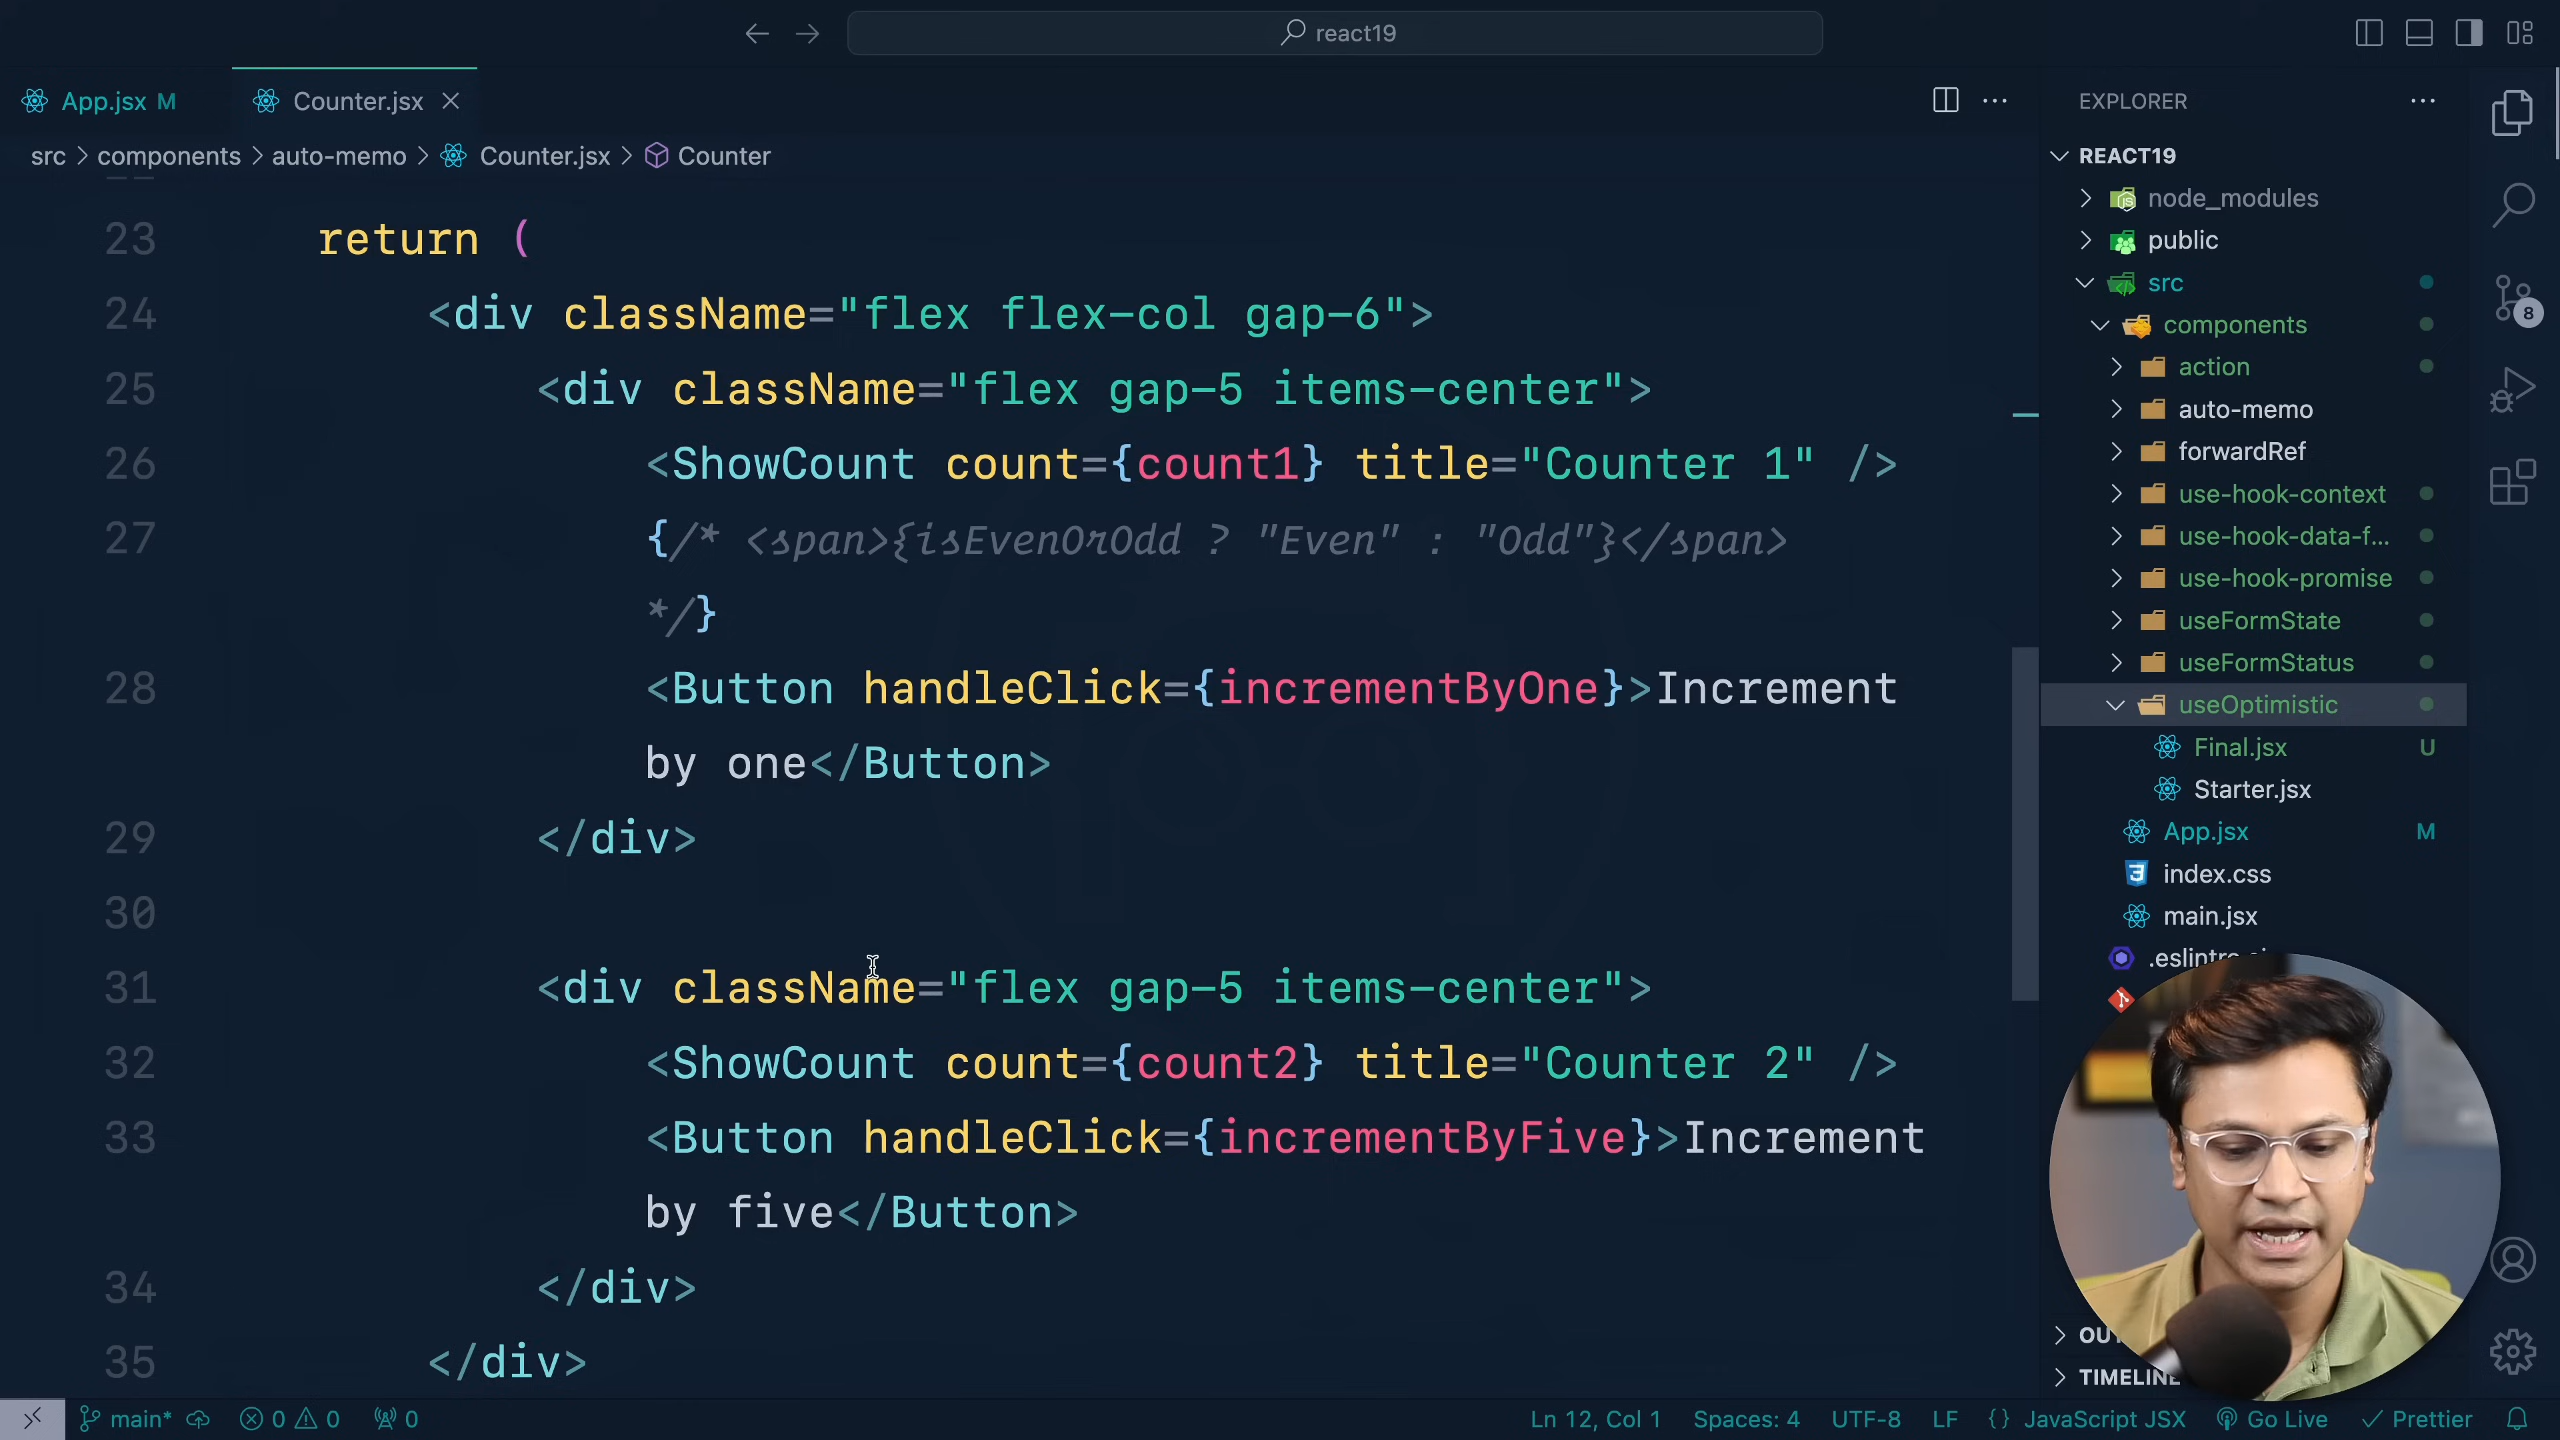 react19
App.jsx M
Counter.jsx
src > components > auto-memo > Counter.jsx > Counter
23 return (
24 <div className="flex flex-col gap-6">
25 <div className="flex gap-5 items-center">
26 <ShowCount count={count1} title="Counter 1" />
27 {/* <span>{isEvenOrOdd ? "Even" : "Odd"}</span>
*/}
28 <Button handleClick={incrementByOne}>Increment
by one</Button>
29 </div>
30
31 <div className="flex gap-5 items-center">
32 <ShowCount count={count2} title="Counter 2" />
33 <Button handleClick={incrementByFive}>Increment
by five</Button>
34 </div>
35 </div>
EXPLORER
REACT19
node_modules
public
src
components
action
auto-memo
forwardRef
use-hook-context
use-hook-data-f...
use-hook-promise
useFormState
useFormStatus
useOptimistic
Final.jsx U
Starter.jsx
App.jsx M
index.css
main.jsx
TIMELINE
8
main* 0 0 0
Ln 12, Col 1 Spaces: 4 UTF-8 LF {} JavaScript JSX Go Live Prettier